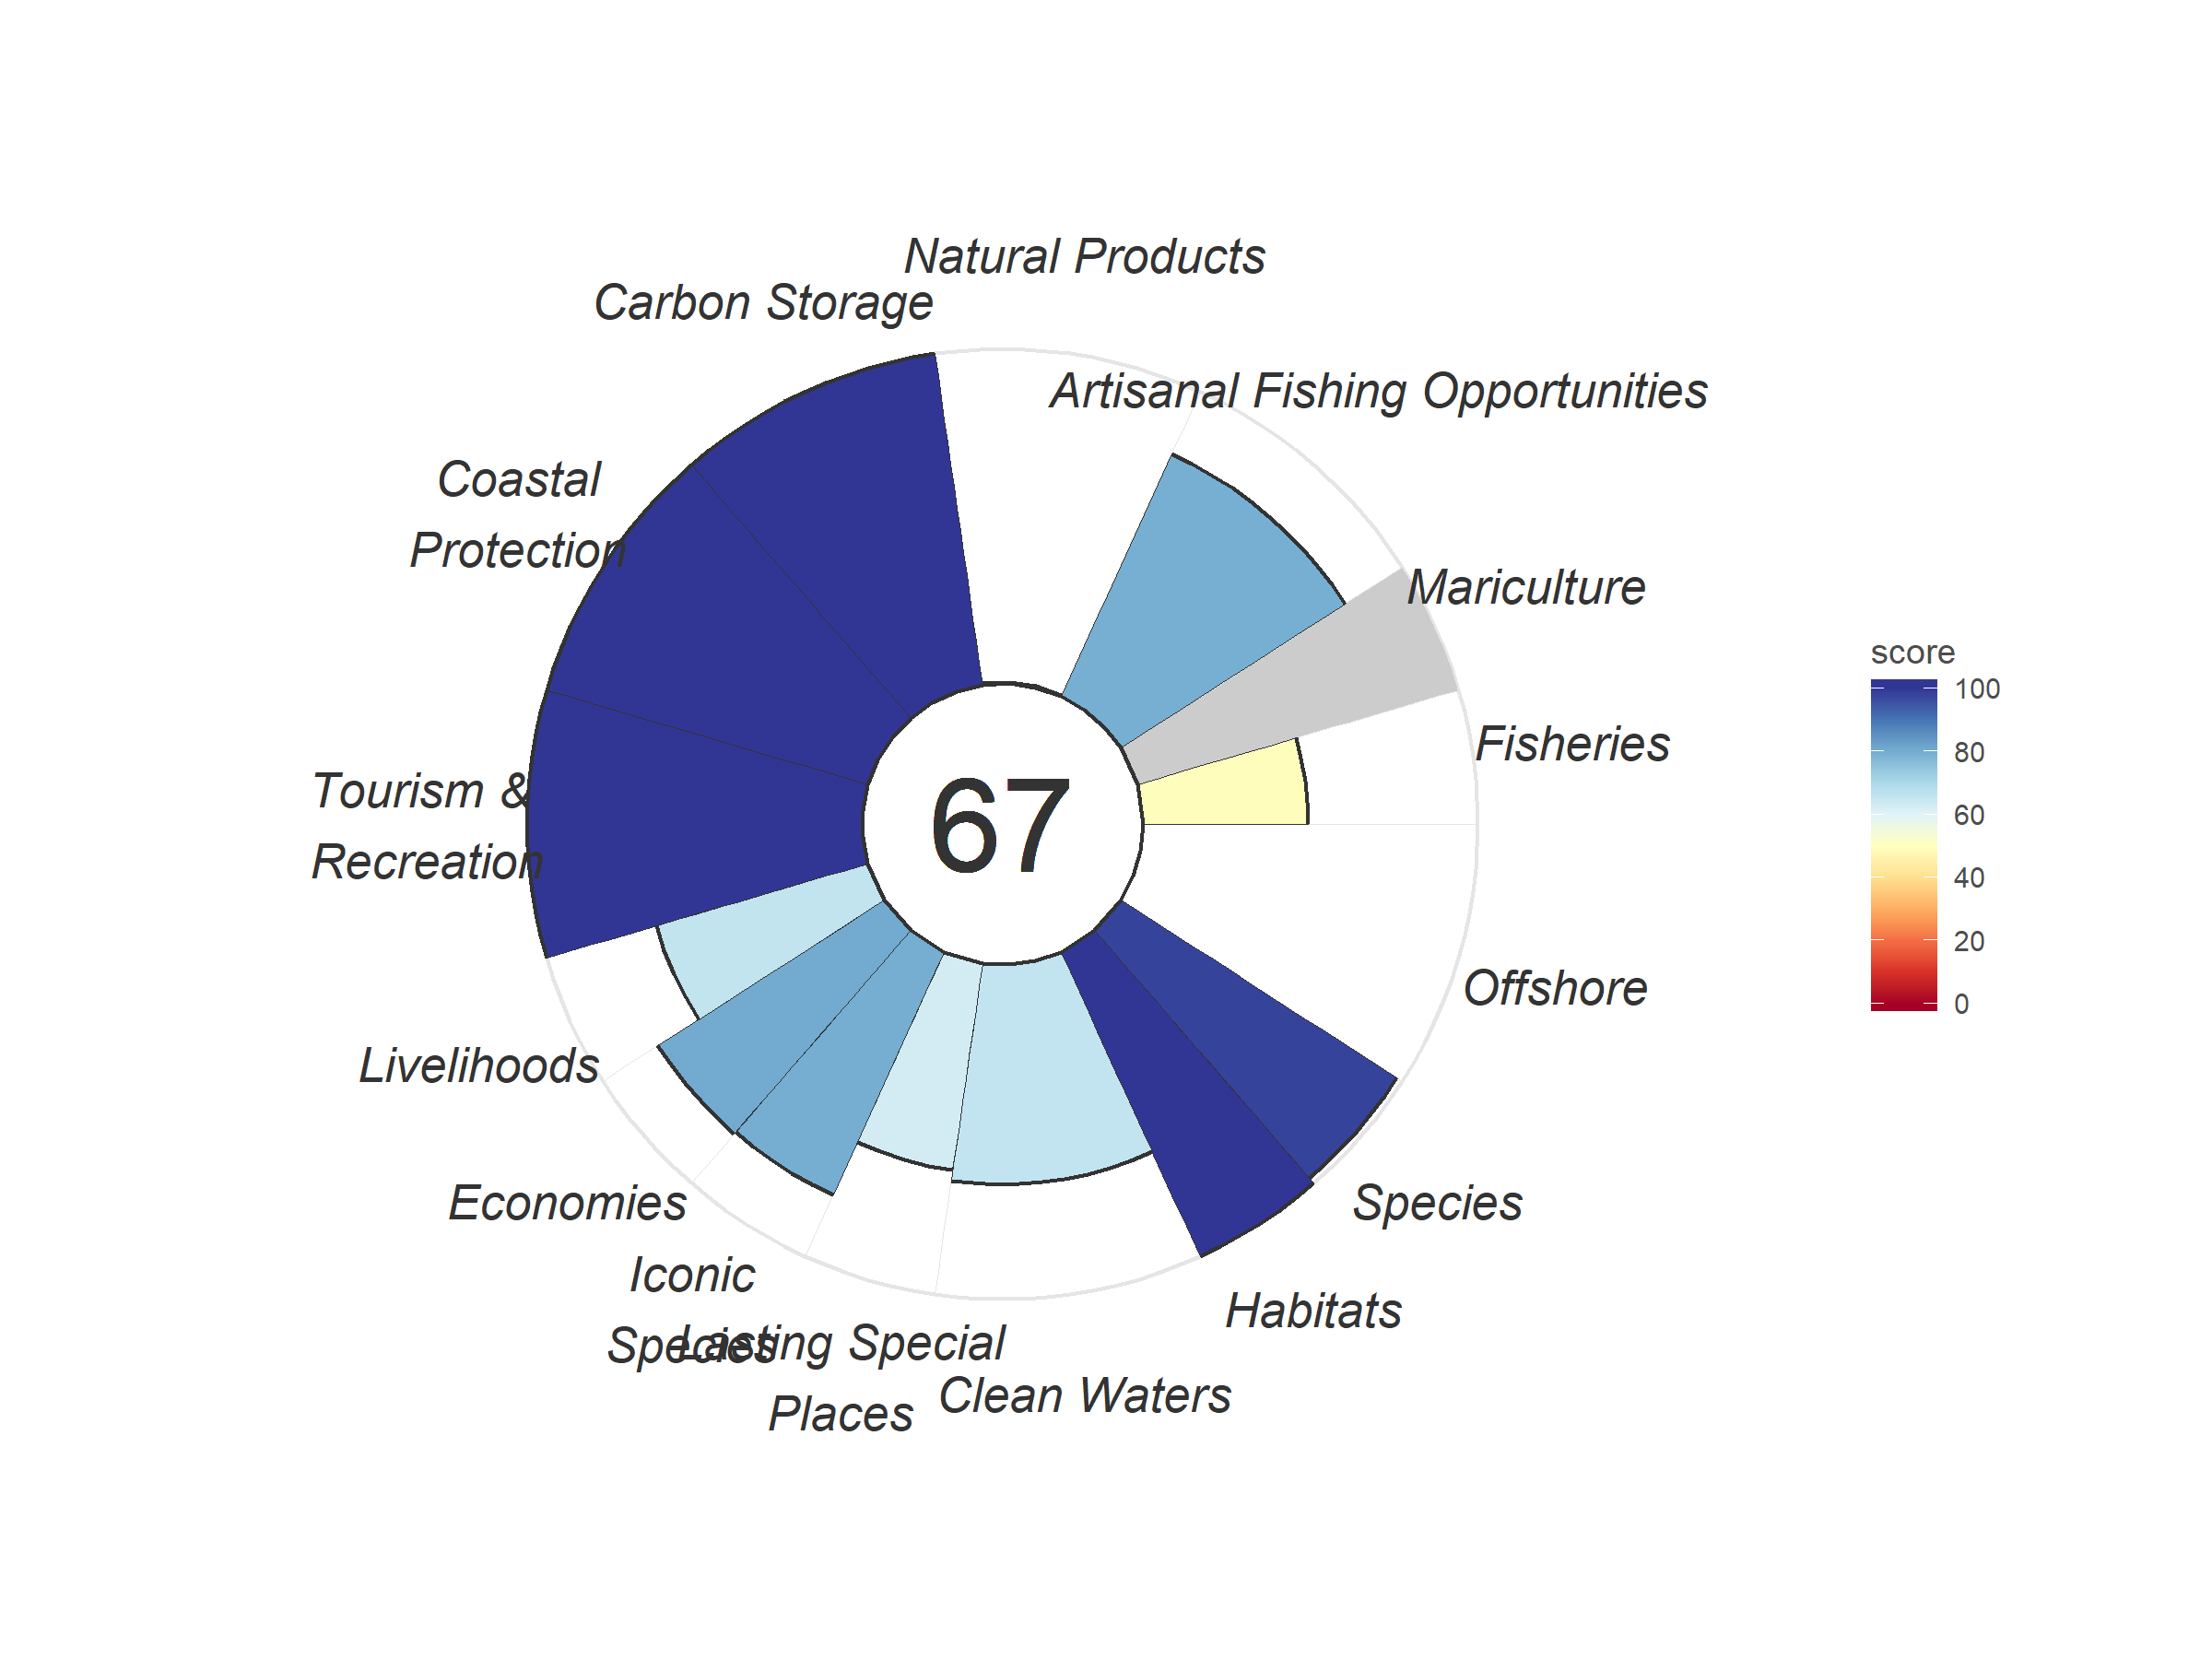 Natural Products
Carbon Storage
Artisanal Fishing Opportunities
Coastal
Protection
Mariculture
score
100
80
60
40
20
0
Fisheries
Tourism &
Recreation
67
Offshore
Livelihoods
Economies
Species
Iconic
Species
Habitats
Lasting Special
Places
Clean Waters